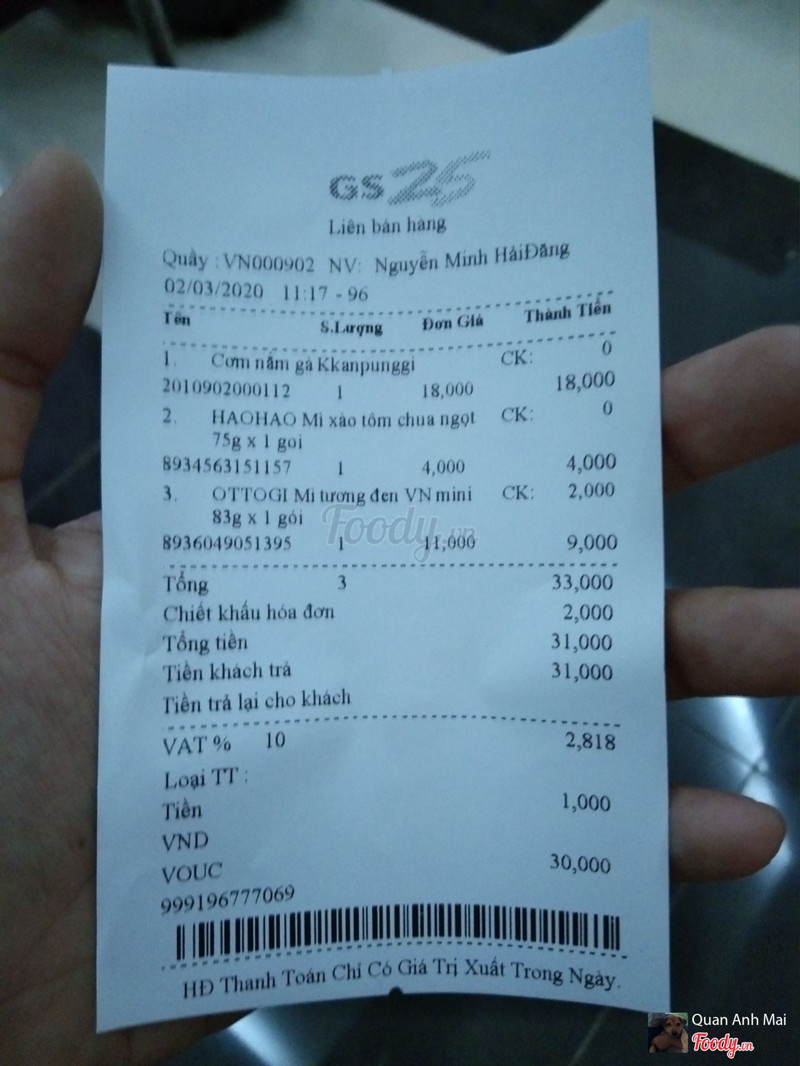 GS25
Liên bán hàng
Quầy : VN000902 NV: Nguyễn Minh HảiĐăng
02/03/2020 11:17 - 96
Tên S.Lượng Đơn Giá Thành Tiền
1. Cơm nắm gà Kkanpunggi CK: 0
2010902000112 1 18,000 18,000
2. HAOHAO Mì xào tôm chua ngọt CK: 0
75g x 1 goi
8934563151157 1 4,000 4,000
3. OTTOGI Mì tương đen VN mini CK: 2,000
83g x 1 gói
Foody.vn
8936049051395 1 11,000 9,000
Tổng 3 33,000
Chiết khấu hóa đơn 2,000
Tổng tiền 31,000
Tiền khách trả 31,000
Tiền trả lại cho khách
VAT % 10 2,818
Loại TT :
Tiền 1,000
VND
VOUC 30,000
999196777069
HĐ Thanh Toán Chỉ Có Giá Trị Xuất Trong Ngày.
Quan Anh Mai
Foody.vn